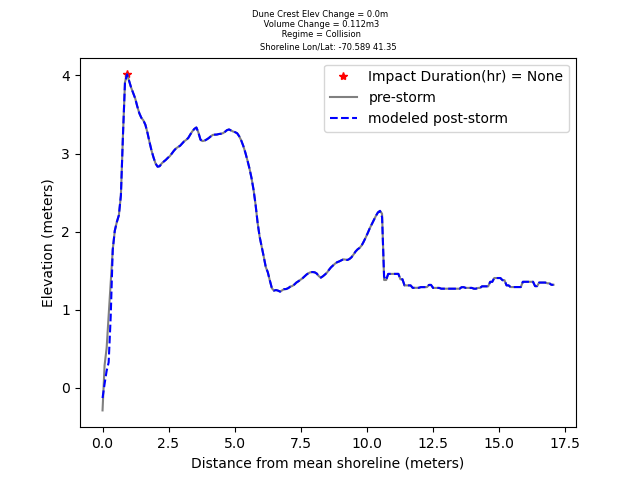 Dune Crest Elev Change = 0.0m
Volume Change = 0.112m3
Regime = Collision
Shoreline Lon/Lat: -70.589 41.35
Impact Duration(hr) = None
pre-storm
modeled post-storm
Elevation (meters)
4
3
2
1
0
0.0 2.5 5.0 7.5 10.0 12.5 15.0 17.5
Distance from mean shoreline (meters)